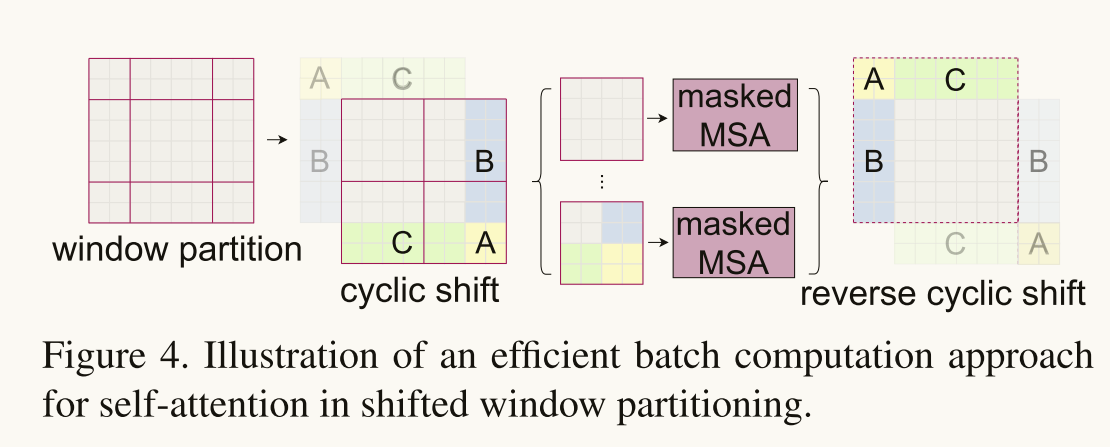 A C
masked
MSA
A C
B B
B B
⋮
window partition
C A
masked
MSA
C A
cyclic shift
reverse cyclic shift
Figure 4. Illustration of an efficient batch computation approach
for self-attention in shifted window partitioning.